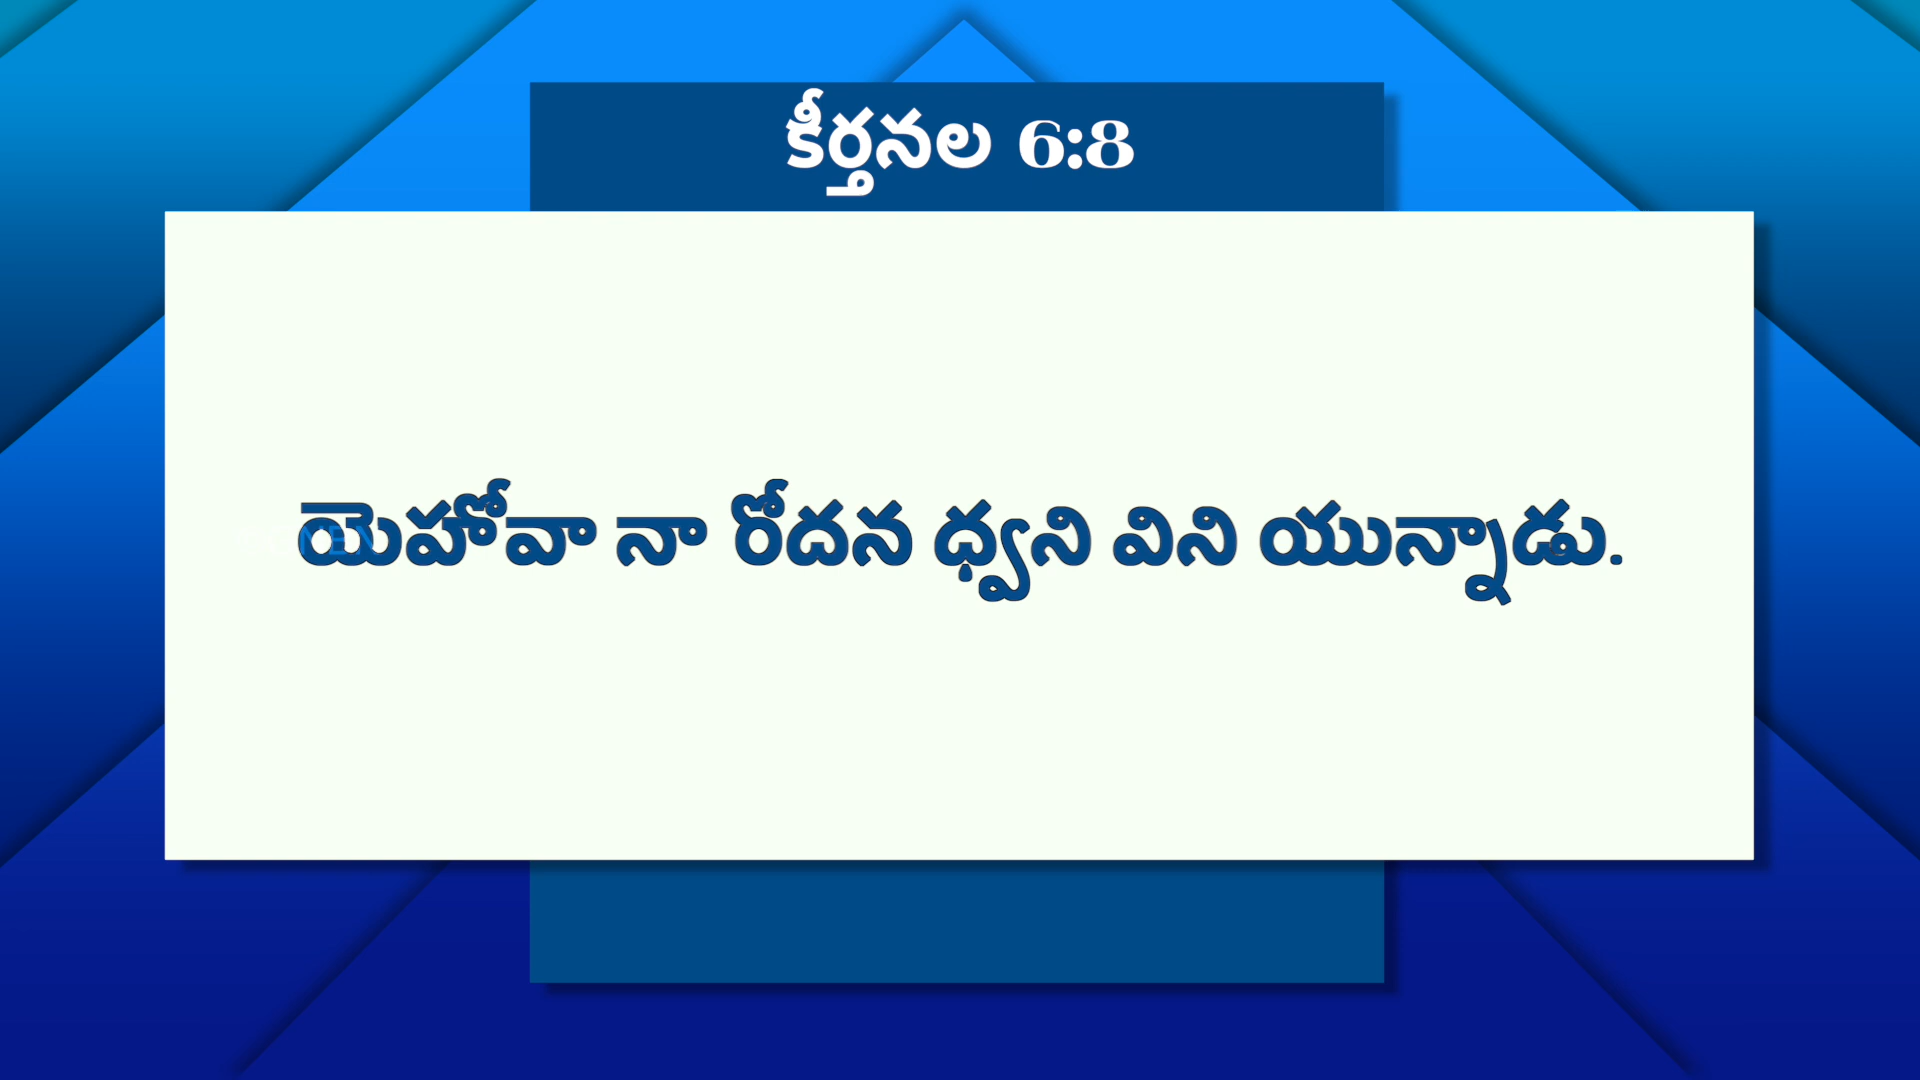 కీర్తనల 6:8
యెహోవా నా రోదన ధ్వని విని యున్నాడు.